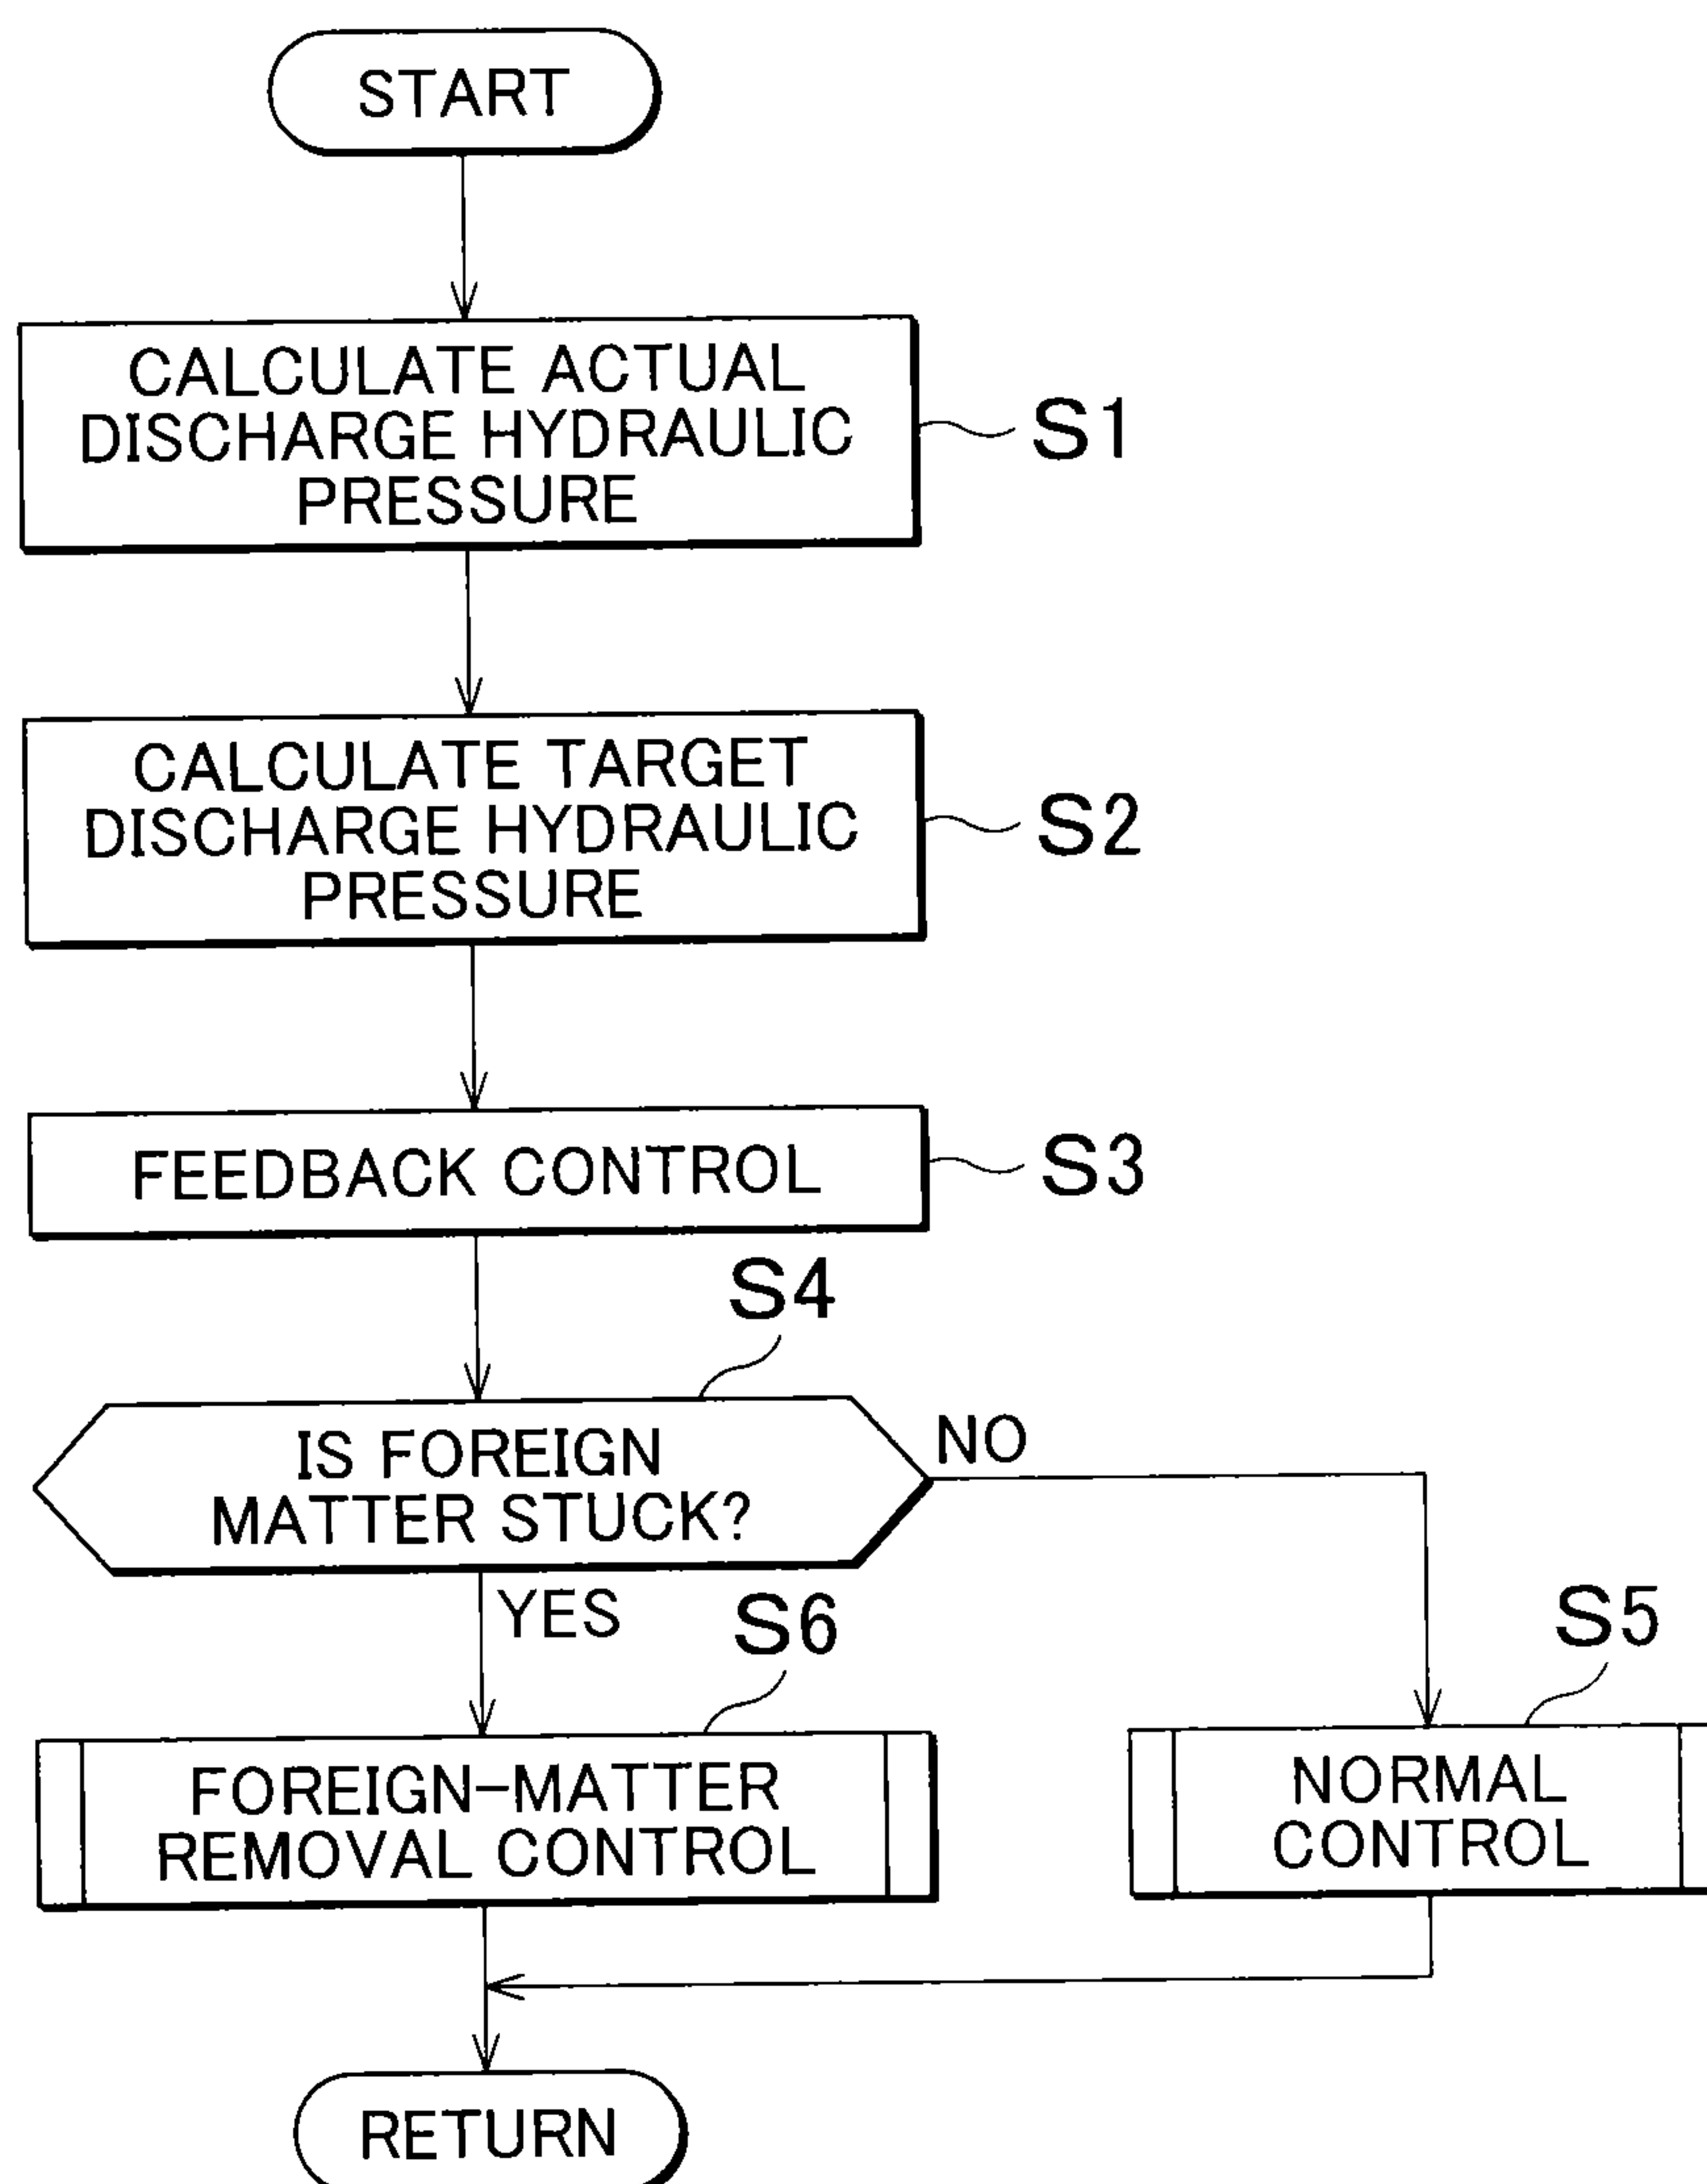 START
CALCULATE ACTUAL
DISCHARGE HYDRAULIC
PRESSURE
S1
CALCULATE TARGET
DISCHARGE HYDRAULIC
PRESSURE
S2
FEEDBACK CONTROL
S3
S4
IS FOREIGN
MATTER STUCK?
NO
YES
S6
S5
FOREIGN-MATTER
REMOVAL CONTROL
NORMAL
CONTROL
RETURN